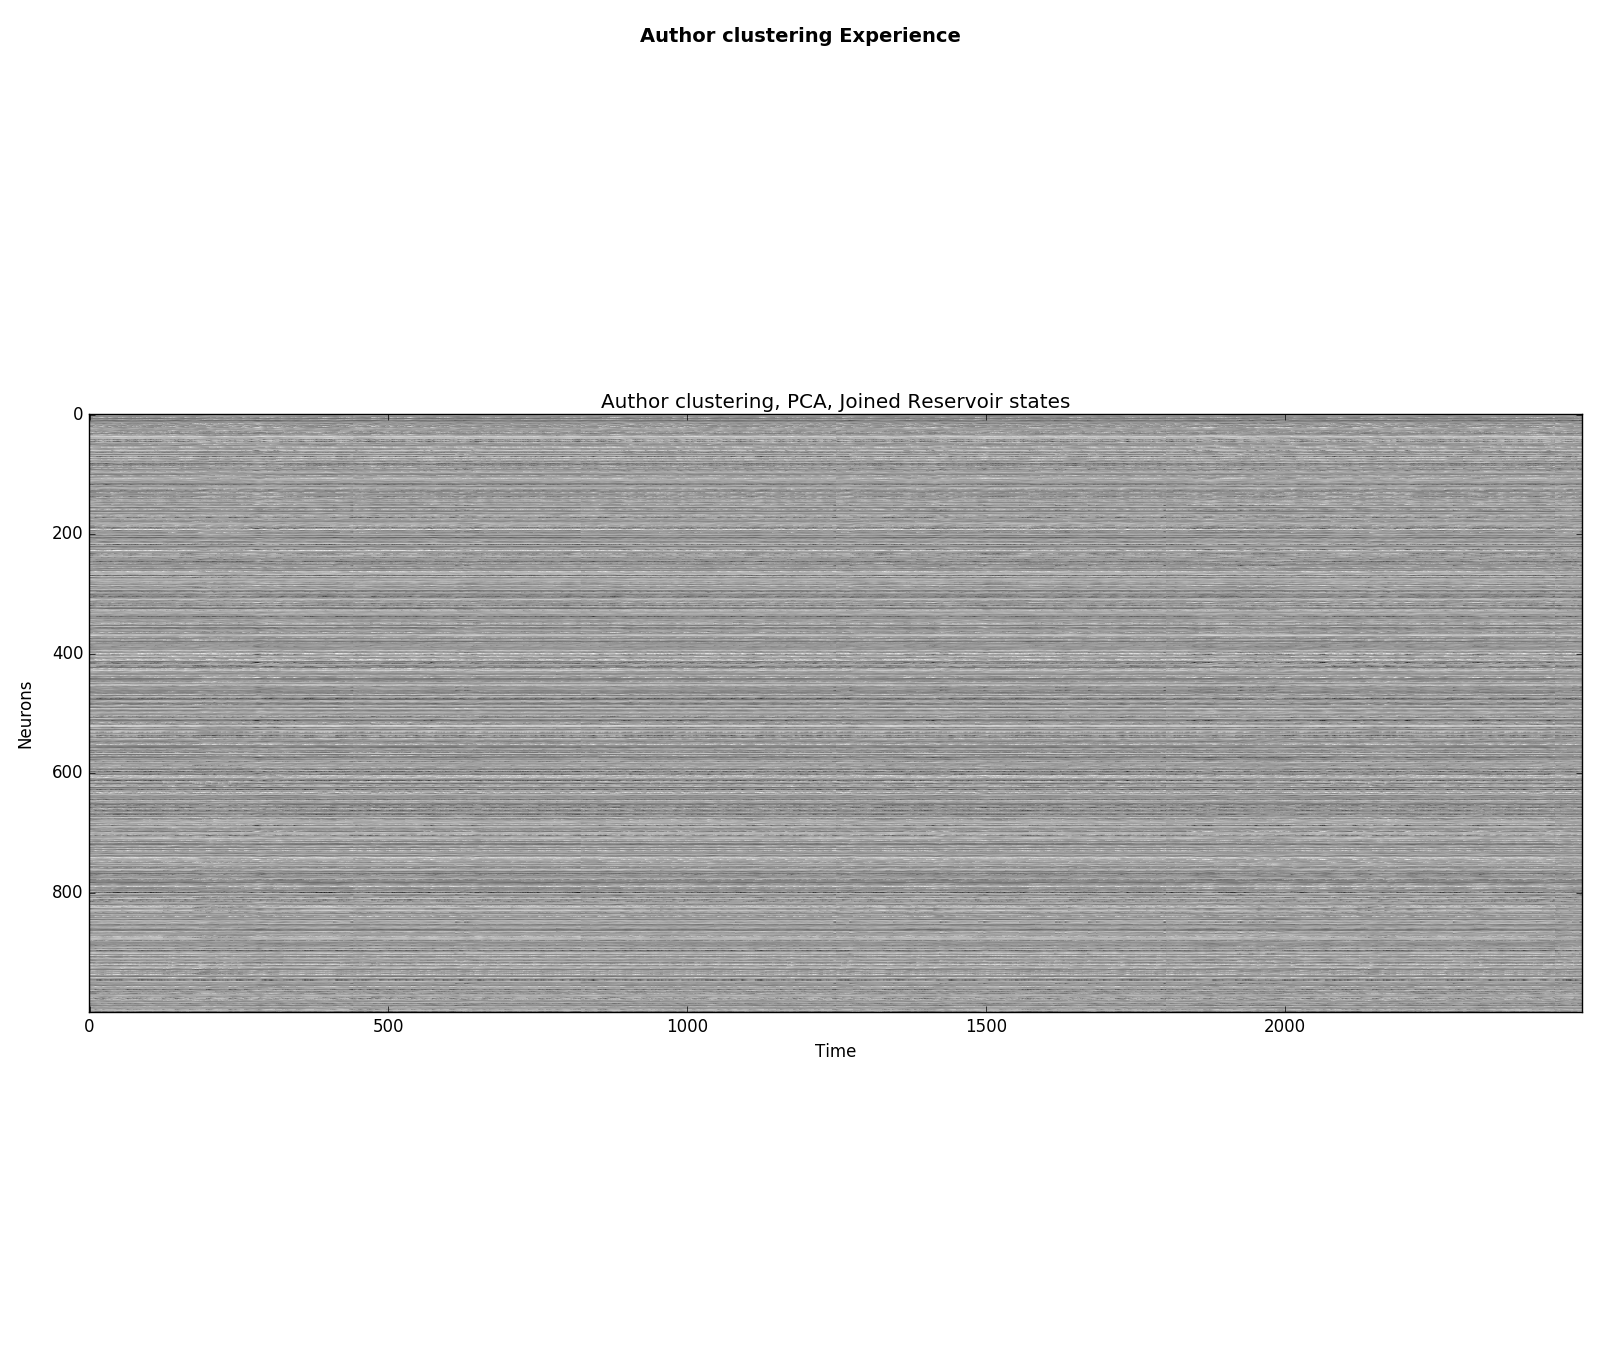 Author clustering Experience
Author clustering, PCA, Joined Reservoir states
0
200
400
600
800
Neurons
0 500 1000 1500 2000
Time